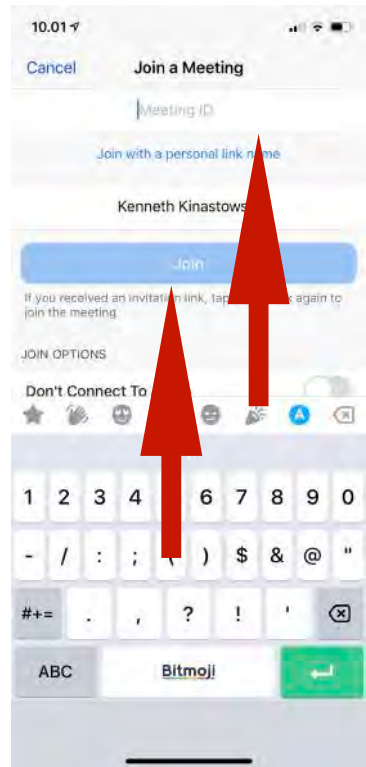 10.01
Cancel Join a Meeting
Meeting ID
Join with a personal link name
Kenneth
Join
If you received an invitation link, again to
join the meeting
JOIN OPTIONS
Don't Connect To
1 2 3 4 6 7 8 9 0
- / : ; ( ) $ & @ "
#+= . , ? ! '
ABC Bitmoji